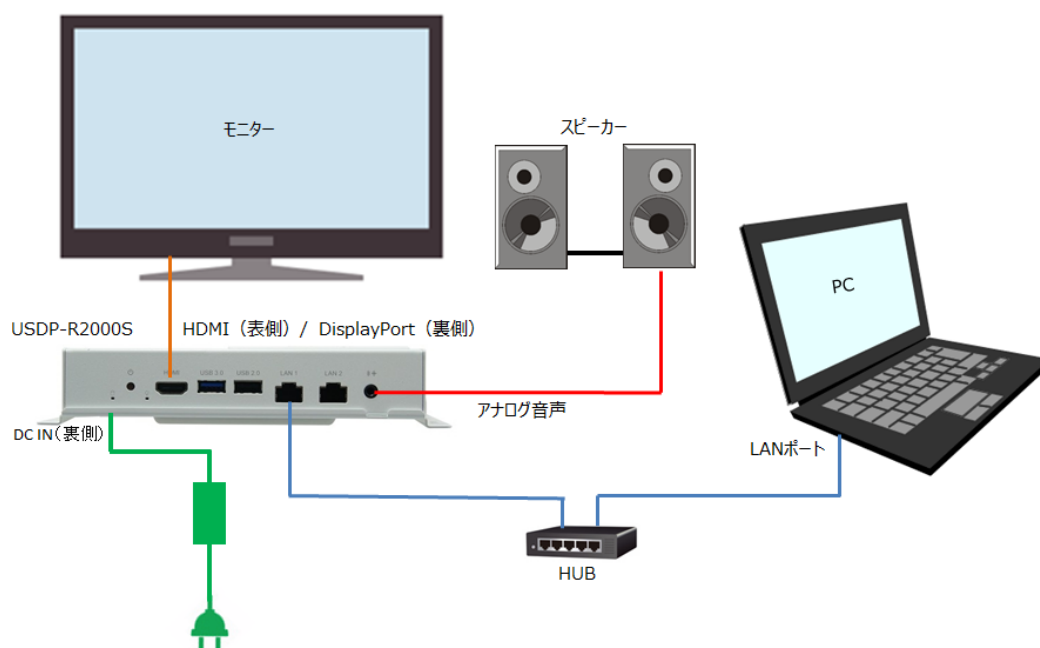 モニター
スピーカー
PC
USDP-R2000S
HDMI（表側）/ DisplayPort（裏側）
HDMI
USB 3.0
USB 2.0
LAN 1
LAN 2
アナログ音声
DC IN（裏側）
LANポート
HUB